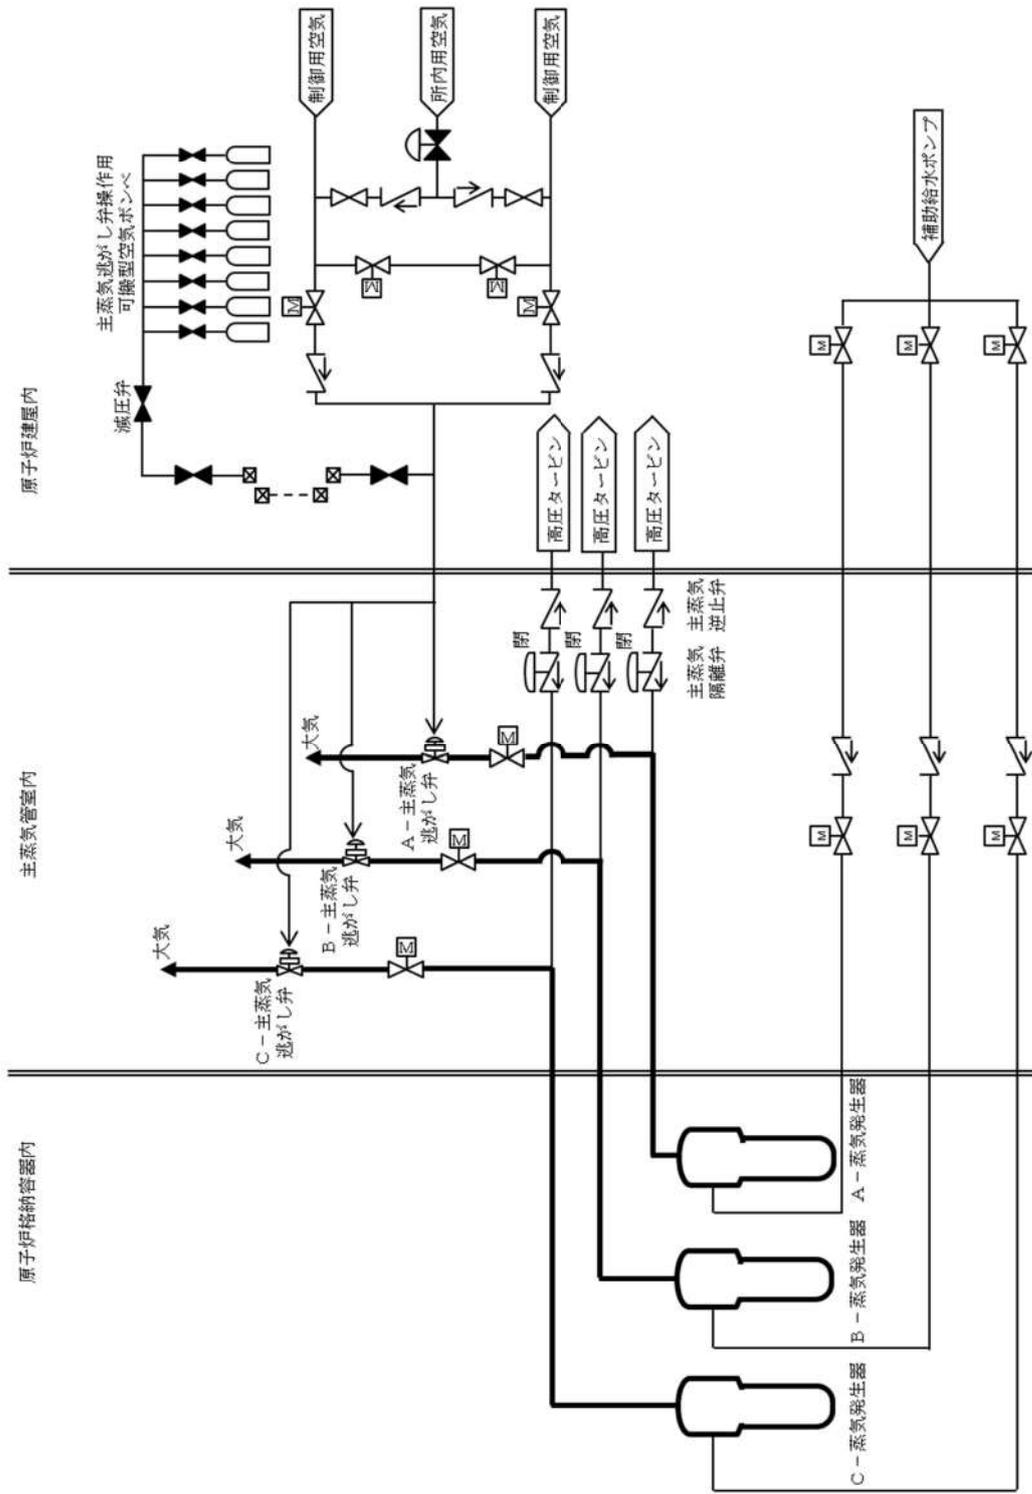 原子炉建屋内
主蒸気管室内
原子炉格納容器内
主蒸気逃がし弁操作用
可搬型空気ボンベ
減圧弁
制御用空気
所内用空気
制御用空気
M
M
M
M
高圧タービン
高圧タービン
高圧タービン
補助給水ポンプ
M
M
M
閉
閉
閉
主蒸気
逆止弁
主蒸気
隔離弁
大気
A-主蒸気
逃がし弁
M
大気
B-主蒸気
逃がし弁
M
大気
C-主蒸気
逃がし弁
M
M
M
M
A-蒸気発生器
B-蒸気発生器
C-蒸気発生器